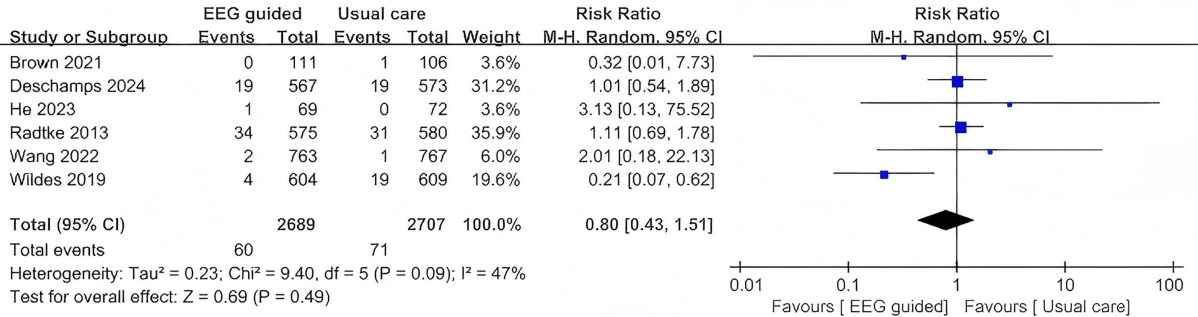 EEG guided Usual care Risk Ratio Risk Ratio
Study or Subgroup Events Total Events Total Weight M-H. Random. 95% CI M-H. Random. 95% CI
Brown 2021 0 111 1 106 3.6% 0.32 [0.01, 7.73]
Deschamps 2024 19 567 19 573 31.2% 1.01 [0.54, 1.89]
He 2023 1 69 0 72 3.6% 3.13 [0.13, 75.52]
Radtke 2013 34 575 31 580 35.9% 1.11 [0.69, 1.78]
Wang 2022 2 763 1 767 6.0% 2.01 [0.18, 22.13]
Wildes 2019 4 604 19 609 19.6% 0.21 [0.07, 0.62]
Total (95% CI) 2689 2707 100.0% 0.80 [0.43, 1.51]
Total events 60 71
Heterogeneity: Tau² = 0.23; Chi² = 9.40, df = 5 (P = 0.09); I² = 47%
Test for overall effect: Z = 0.69 (P = 0.49)
0.01 0.1 1 10 100
Favours [ EEG guided] Favours [ Usual care]